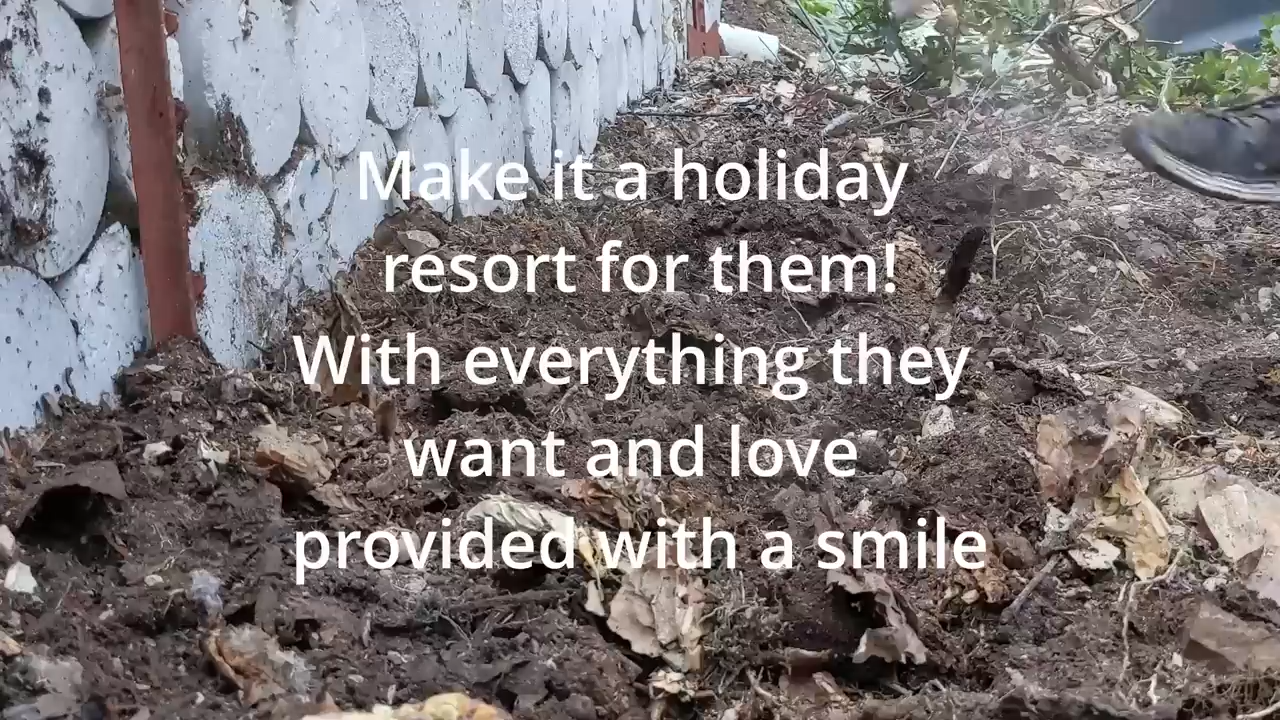 Make it a holiday
resort for them!
With everything they
want and love
provided with a smile